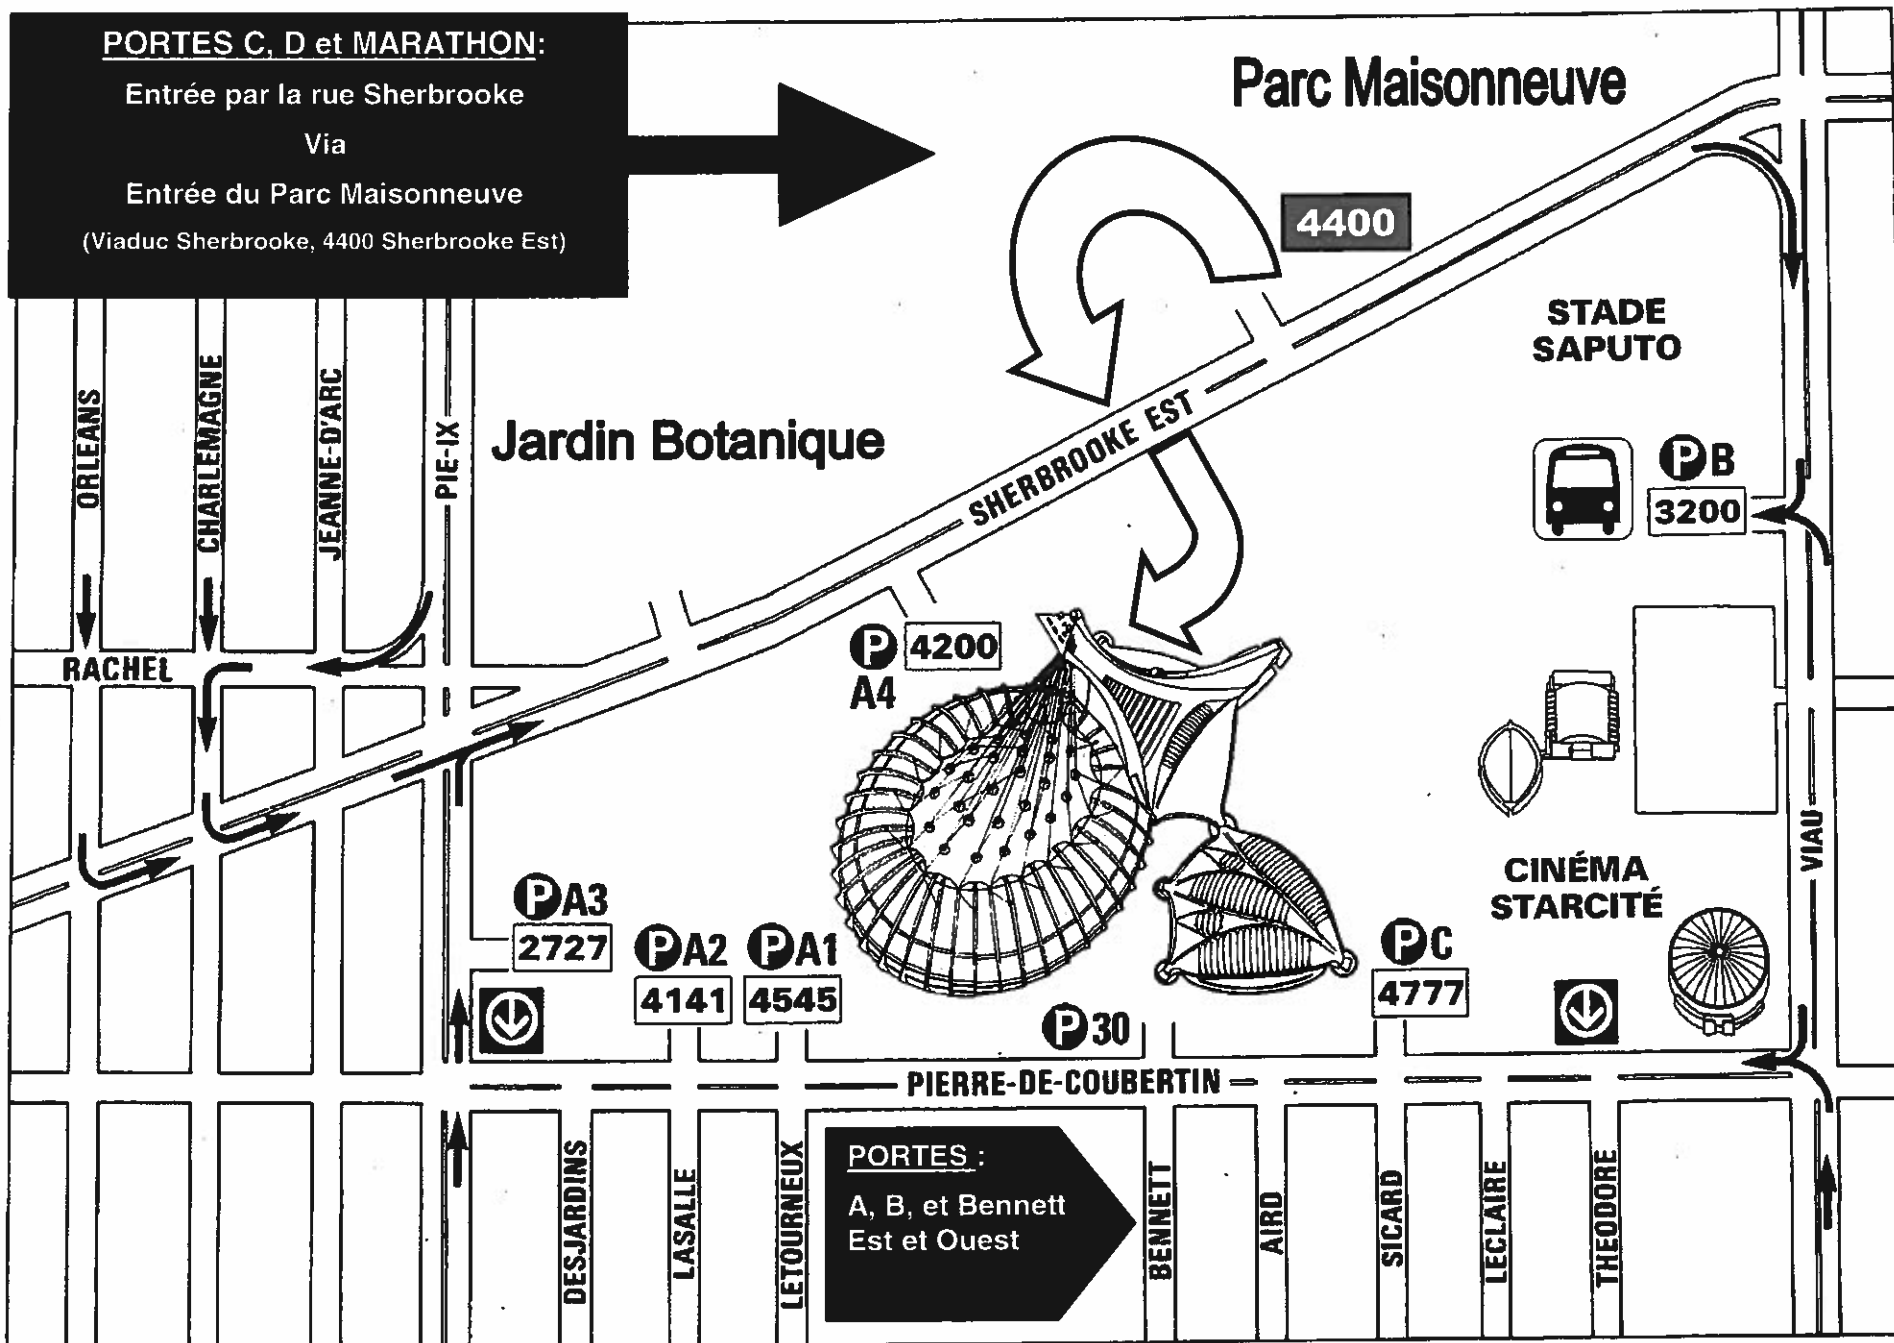 PORTES C, D et MARATHON:
Entrée par la rue Sherbrooke
Via
Entrée du Parc Maisonneuve
(Viaduc Sherbrooke, 4400 Sherbrooke Est)
Parc Maisonneuve
4400
STADE
SAPUTO
ORLEANS
CHARLEMAGNE
JEANNE-D'ARC
PIE-IX
Jardin Botanique
SHERBROOKE EST
P B
3200
RACHEL
P 4200
A4
VIAU
CINÉMA
STARCITÉ
P A3
2727
P A2
4141
P A1
4545
P C
4777
P 30
PIERRE-DE-COUBERTIN
DESJARDINS
LASALLE
LETOURNEUX
PORTES :
A, B, et Bennett
Est et Ouest
BENNETT
AIRD
SICARD
LECLAIRE
THEODORE